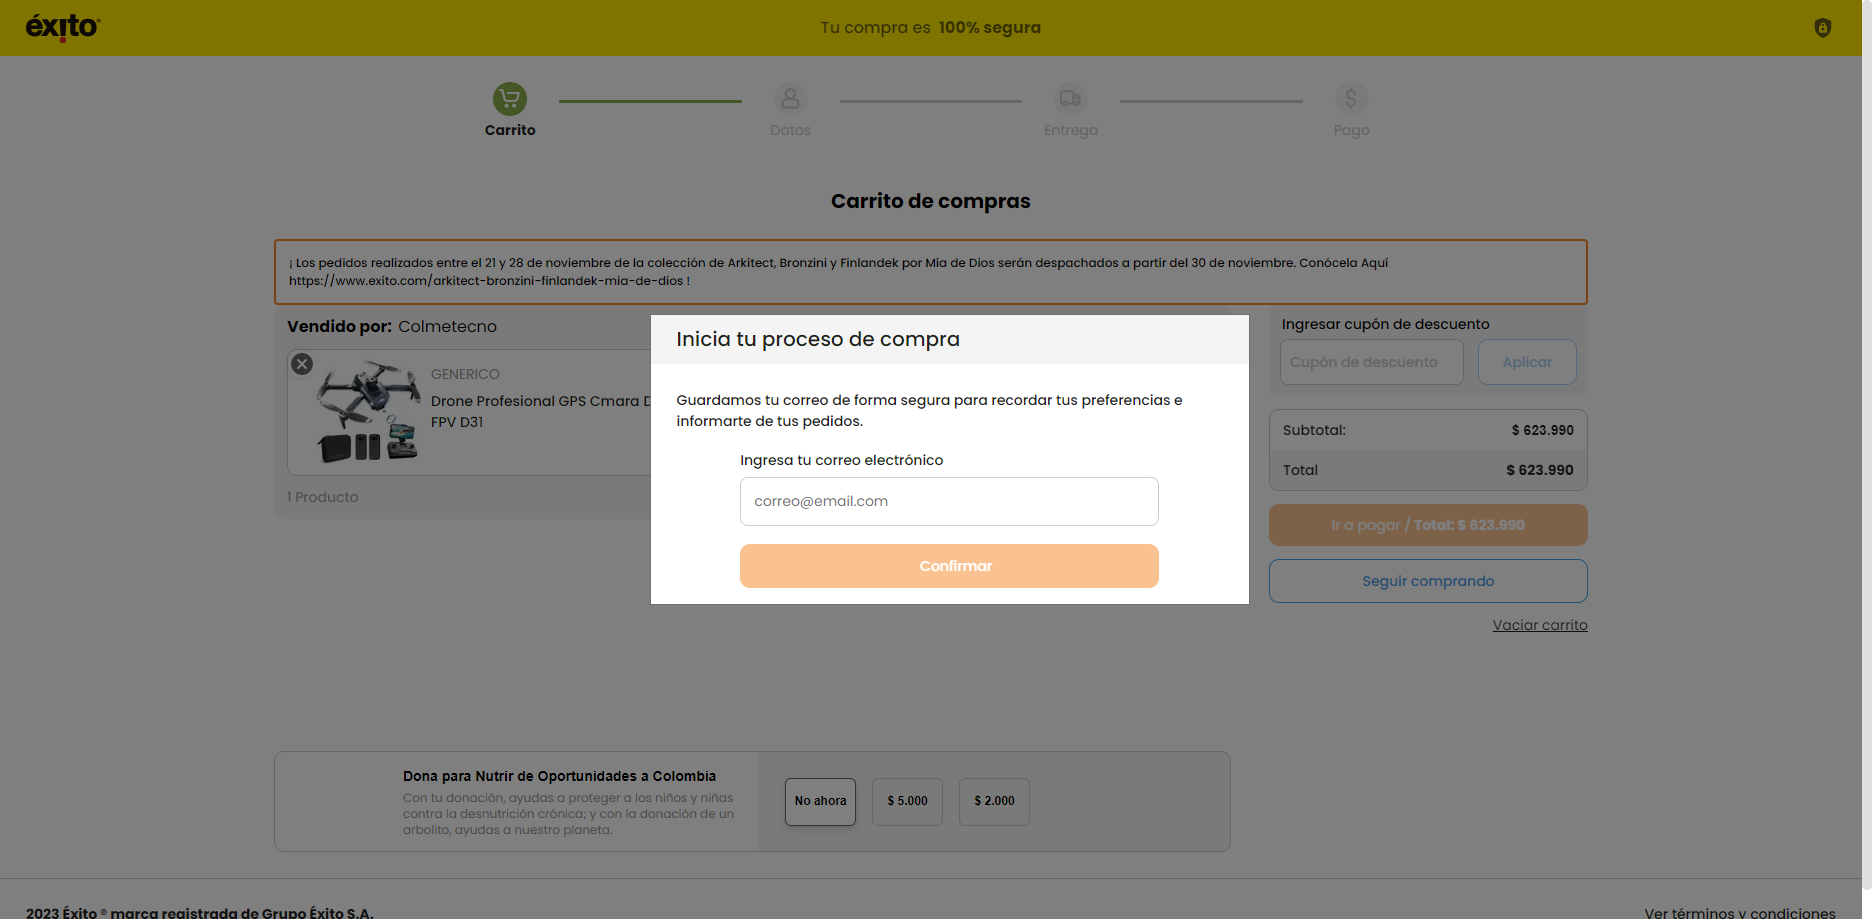 éxito
Tu compra es 100% segura
Carrito
Datos
Entrega
Pago
Carrito de compras
¡ Los pedidos realizados entre el 21 y 28 de noviembre de la colección de Arkitect, Bronzini y Finlandek por Mia de Dios serán despachados a partir del 30 de noviembre. Conócela Aquí
https://www.exito.com/arkitect-bronzini-finlandek-mia-de-dios !
Vendido por: Colmetecno
GENERICO
Drone Profesional GPS Cmara D
FPV D31
1 Producto
Inicia tu proceso de compra
Guardamos tu correo de forma segura para recordar tus preferencias e
informarte de tus pedidos.
Ingresa tu correo electrónico
correo@email.com
Confirmar
Ingresar cupón de descuento
Cupón de descuento
Aplicar
Subtotal: $ 623.990
Total $ 623.990
Ir a pagar / Total: $ 623.990
Seguir comprando
Vaciar carrito
Dona para Nutrir de Oportunidades a Colombia
Con tu donación, ayudas a proteger a los niños y niñas
contra la desnutrición crónica; y con la donación de un
arbolito, ayudas a nuestro planeta.
No ahora
$ 5.000
$ 2.000
2023 Éxito ® marca registrada de Grupo Éxito S.A.
Ver términos y condiciones